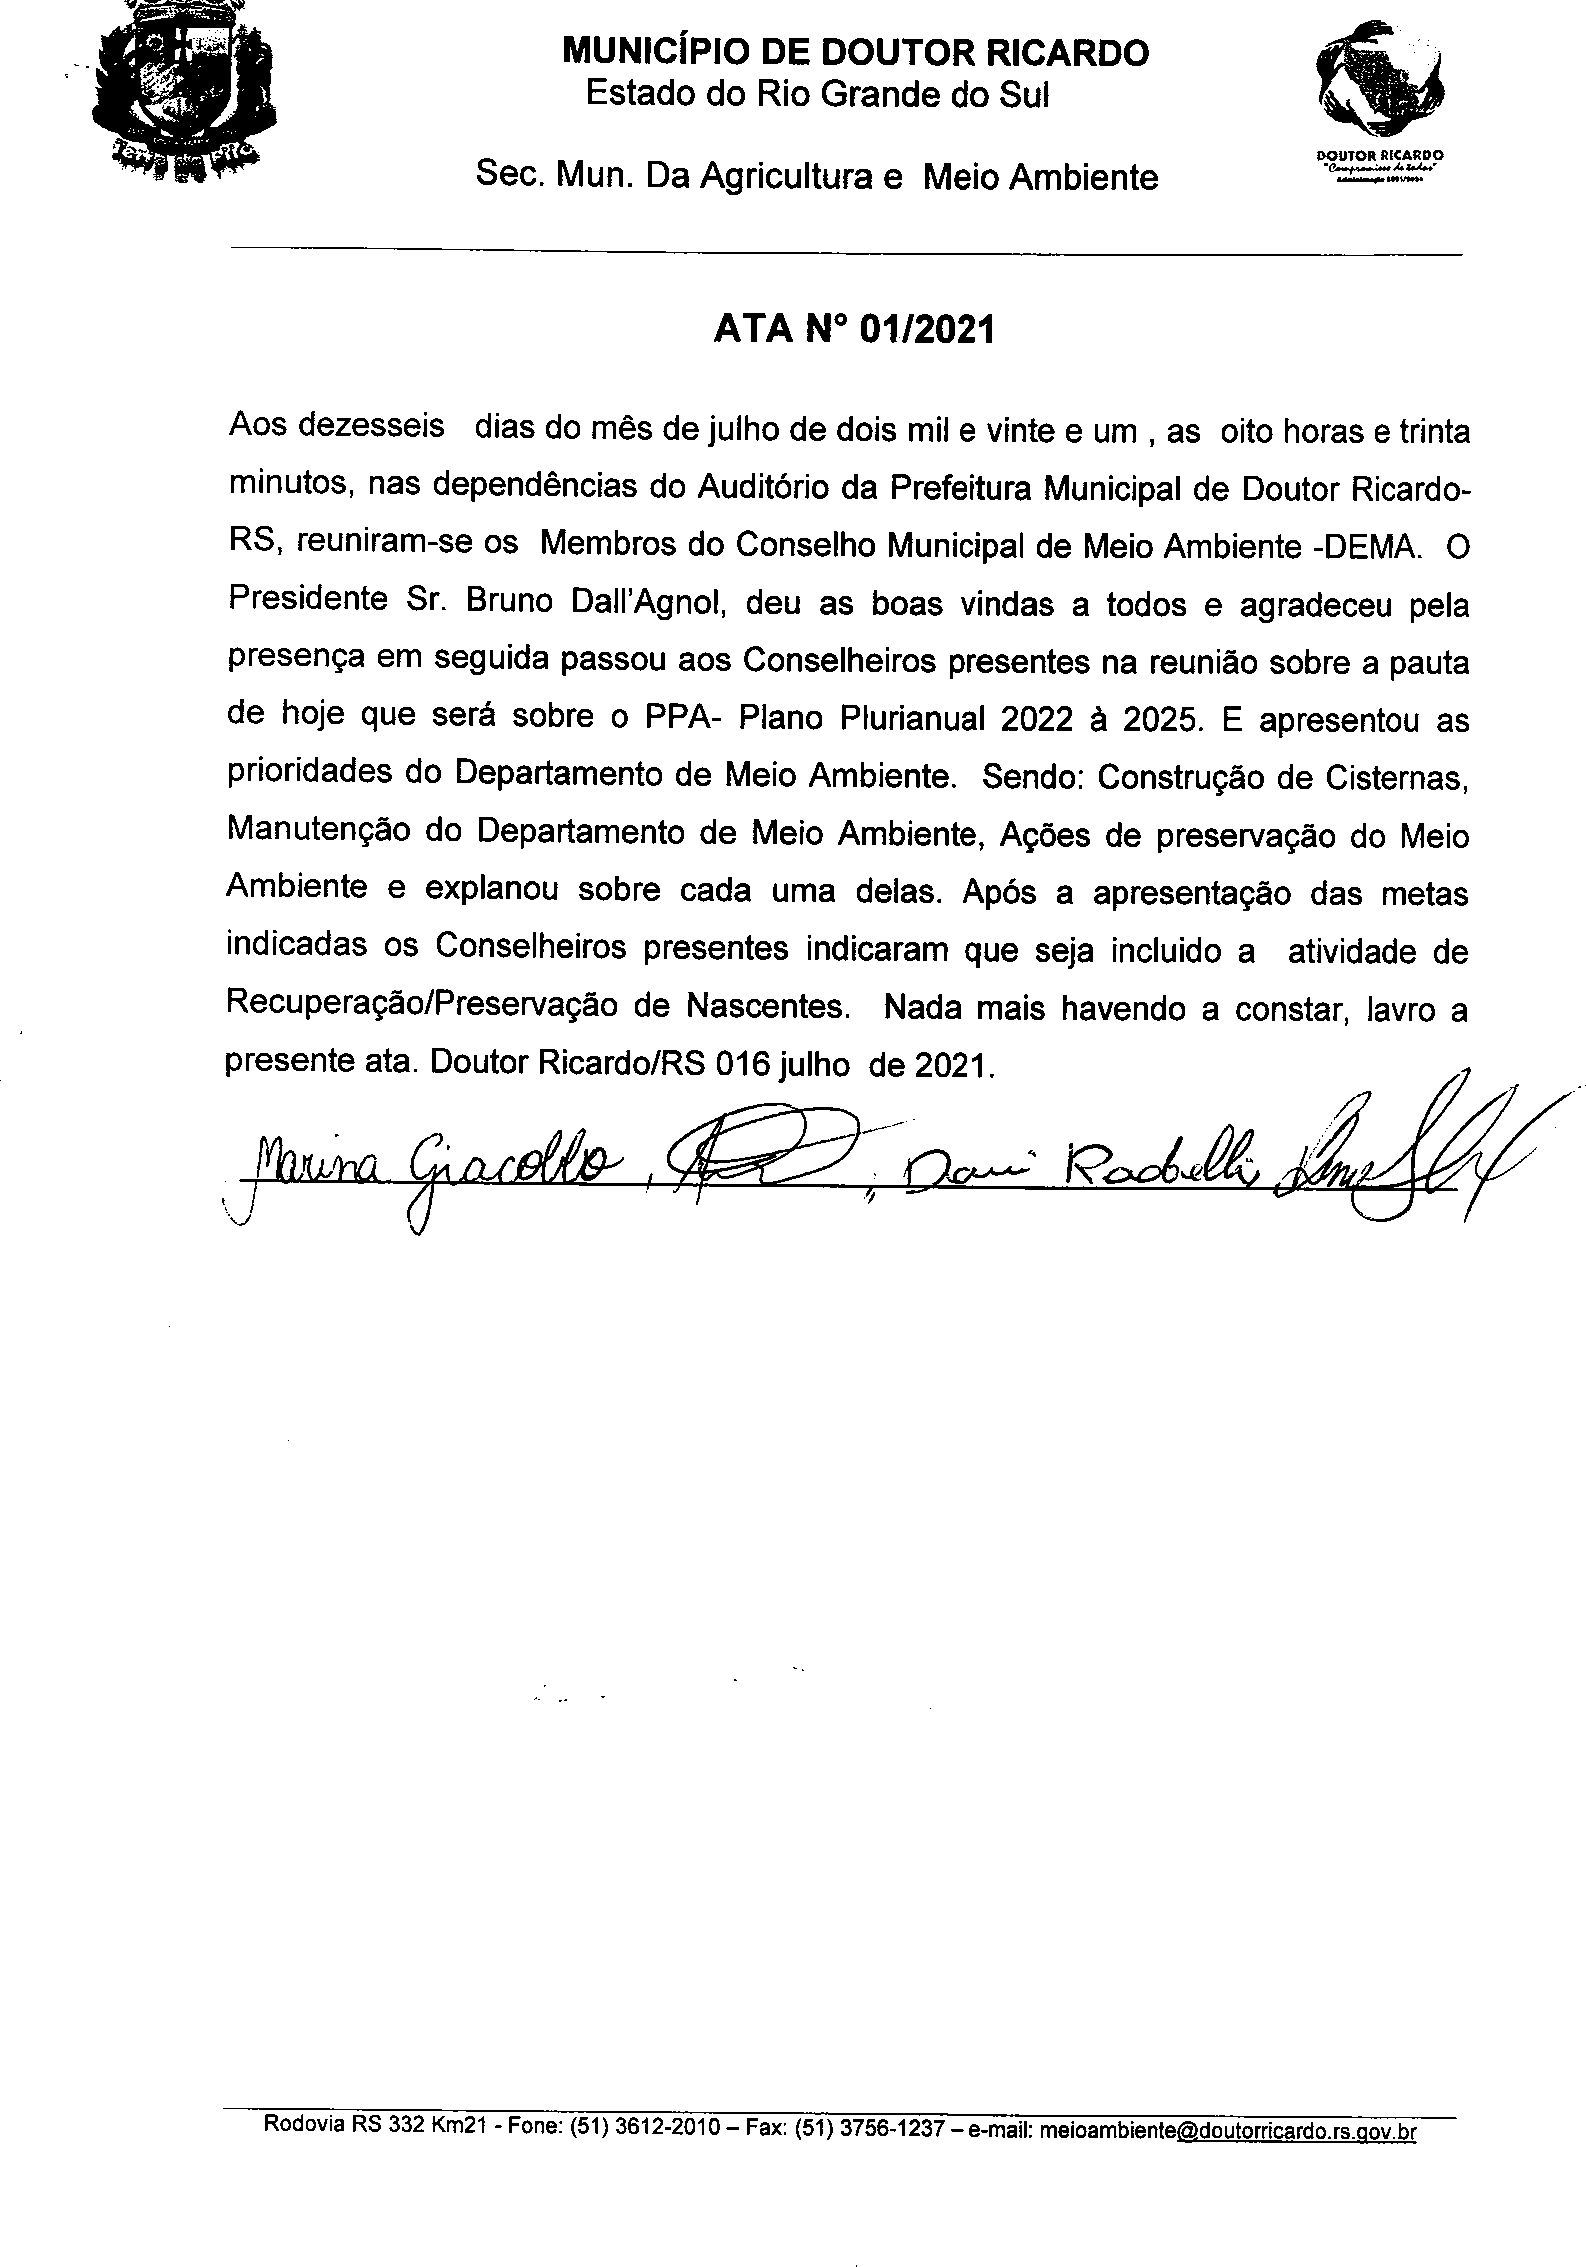 MUNICÍPIO DE DOUTOR RICARDO
Estado do Rio Grande do Sul
DOUTOR RICARDO
Sec. Mun. Da Agricultura e Meio Ambiente
ATA Nº 01/2021
Aos dezesseis dias do mês de julho de dois mil e vinte e um , as oito horas e trinta
minutos, nas dependências do Auditório da Prefeitura Municipal de Doutor Ricardo-
RS, reuniram-se os Membros do Conselho Municipal de Meio Ambiente -DEMA. O
Presidente Sr. Bruno Dall'Agnol, deu as boas vindas a todos e agradeceu pela
presença em seguida passou aos Conselheiros presentes na reunião sobre a pauta
de hoje que será sobre o PPA- Plano Plurianual 2022 à 2025. E apresentou as
prioridades do Departamento de Meio Ambiente. Sendo: Construção de Cisternas,
Manutenção do Departamento de Meio Ambiente, Ações de preservação do Meio
Ambiente e explanou sobre cada uma delas. Após a apresentação das metas
indicadas os Conselheiros presentes indicaram que seja incluido a atividade de
Recuperação/Preservação de Nascentes. Nada mais havendo a constar, lavro a
presente ata. Doutor Ricardo/RS 016 julho de 2021.
Marina
Rodovia RS 332 Km21 - Fone: (51) 3612-2010 – Fax: (51) 3756-1237 – e-mail: meioambiente@doutorricardo.rs.gov.br